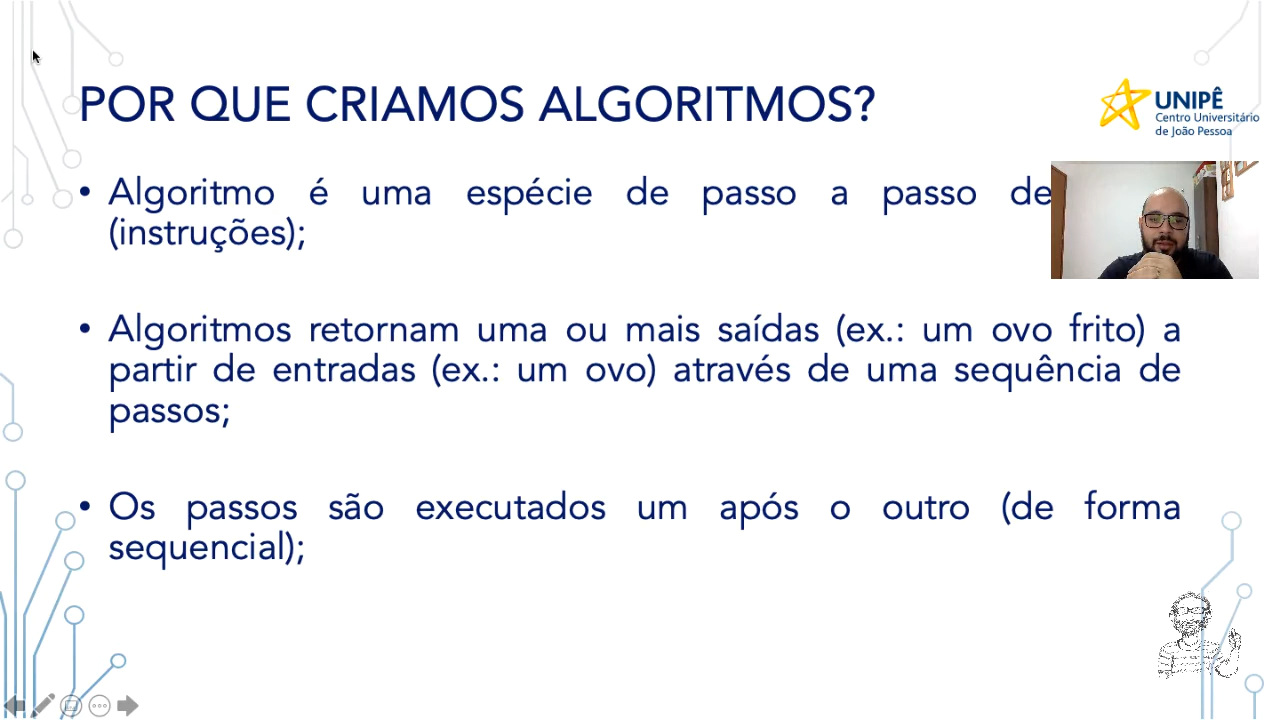 POR QUE CRIAMOS ALGORITMOS?
UNIPÊ
Centro Universitário
de João Pessoa
• Algoritmo é uma espécie de passo a passo de
(instruções);
• Algoritmos retornam uma ou mais saídas (ex.: um ovo frito) a
partir de entradas (ex.: um ovo) através de uma sequência de
passos;
• Os passos são executados um após o outro (de forma
sequencial);